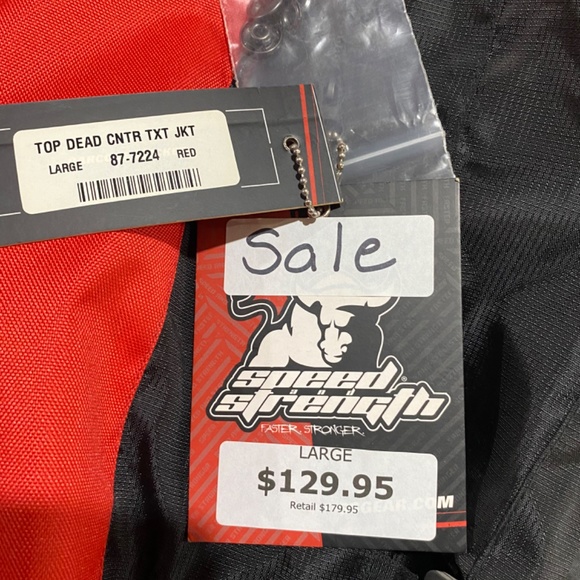 TOP DEAD CNTR TXT JKT
LARGE 87-7224 RED
Sale
speed
strength
FASTER. STRONGER.
LARGE
$129.95
Retail $179.95
GEAR.COM